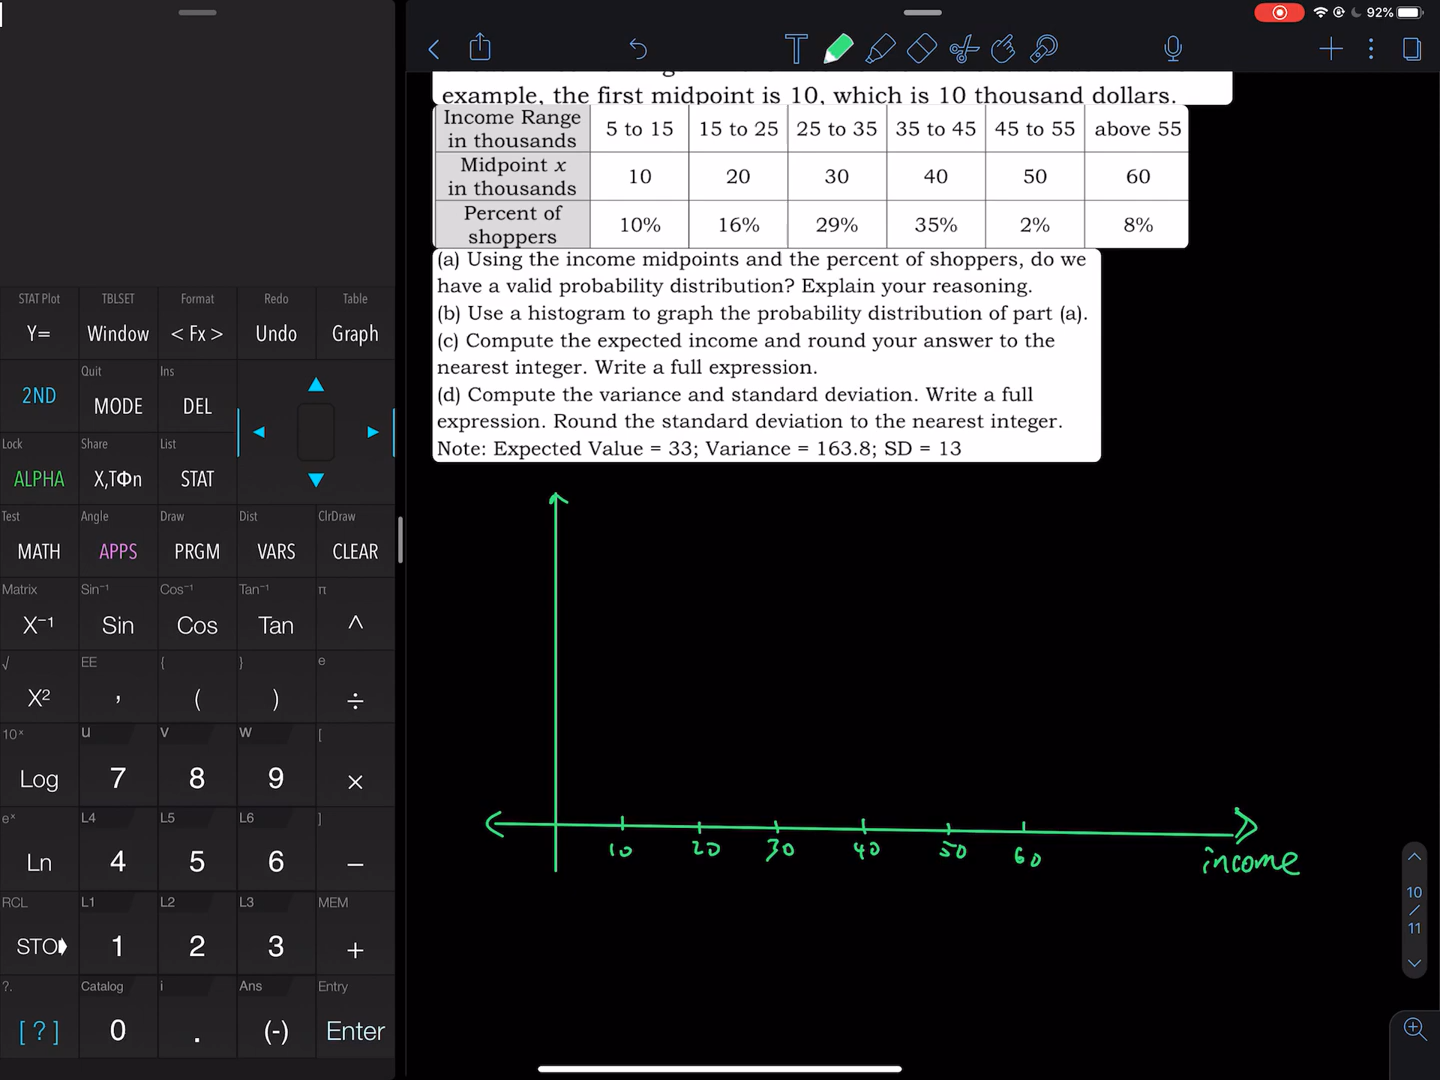 92%
T
example, the first midpoint is 10, which is 10 thousand dollars.
Income Range in thousands 5 to 15 15 to 25 25 to 35 35 to 45 45 to 55 above 55
Midpoint x in thousands 10 20 30 40 50 60
Percent of shoppers 10% 16% 29% 35% 2% 8%
(a) Using the income midpoints and the percent of shoppers, do we
have a valid probability distribution? Explain your reasoning.
(b) Use a histogram to graph the probability distribution of part (a).
(c) Compute the expected income and round your answer to the
nearest integer. Write a full expression.
(d) Compute the variance and standard deviation. Write a full
expression. Round the standard deviation to the nearest integer.
Note: Expected Value = 33; Variance = 163.8; SD = 13
10 20 30 40 50 60
income
10
/
11
STAT Plot TBLSET Format Redo Table
Y= Window < Fx > Undo Graph
Quit Ins
2ND MODE DEL
Lock Share List
ALPHA X,TΦn STAT
Test Angle Draw Dist ClrDraw
MATH APPS PRGM VARS CLEAR
Matrix Sin⁻¹ Cos⁻¹ Tan⁻¹ π
X⁻¹ Sin Cos Tan ^
√ EE { } e
X² , ( ) ÷
10ˣ u v w [
Log 7 8 9 ×
eˣ L4 L5 L6 ]
Ln 4 5 6 −
RCL L1 L2 L3 MEM
STO 1 2 3 +
?. Catalog i Ans Entry
[ ? ] 0 . (-) Enter